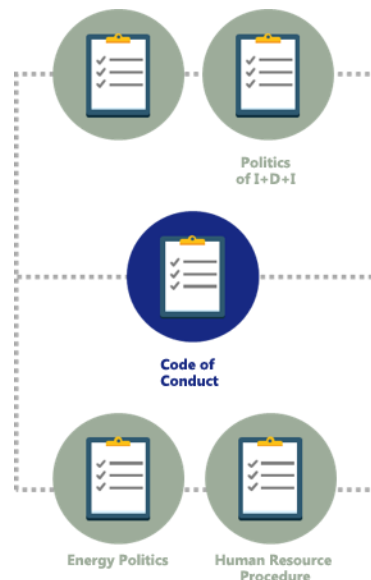 Politics
of I+D+I
Code of
Conduct
Energy Politics
Human Resource
Procedure